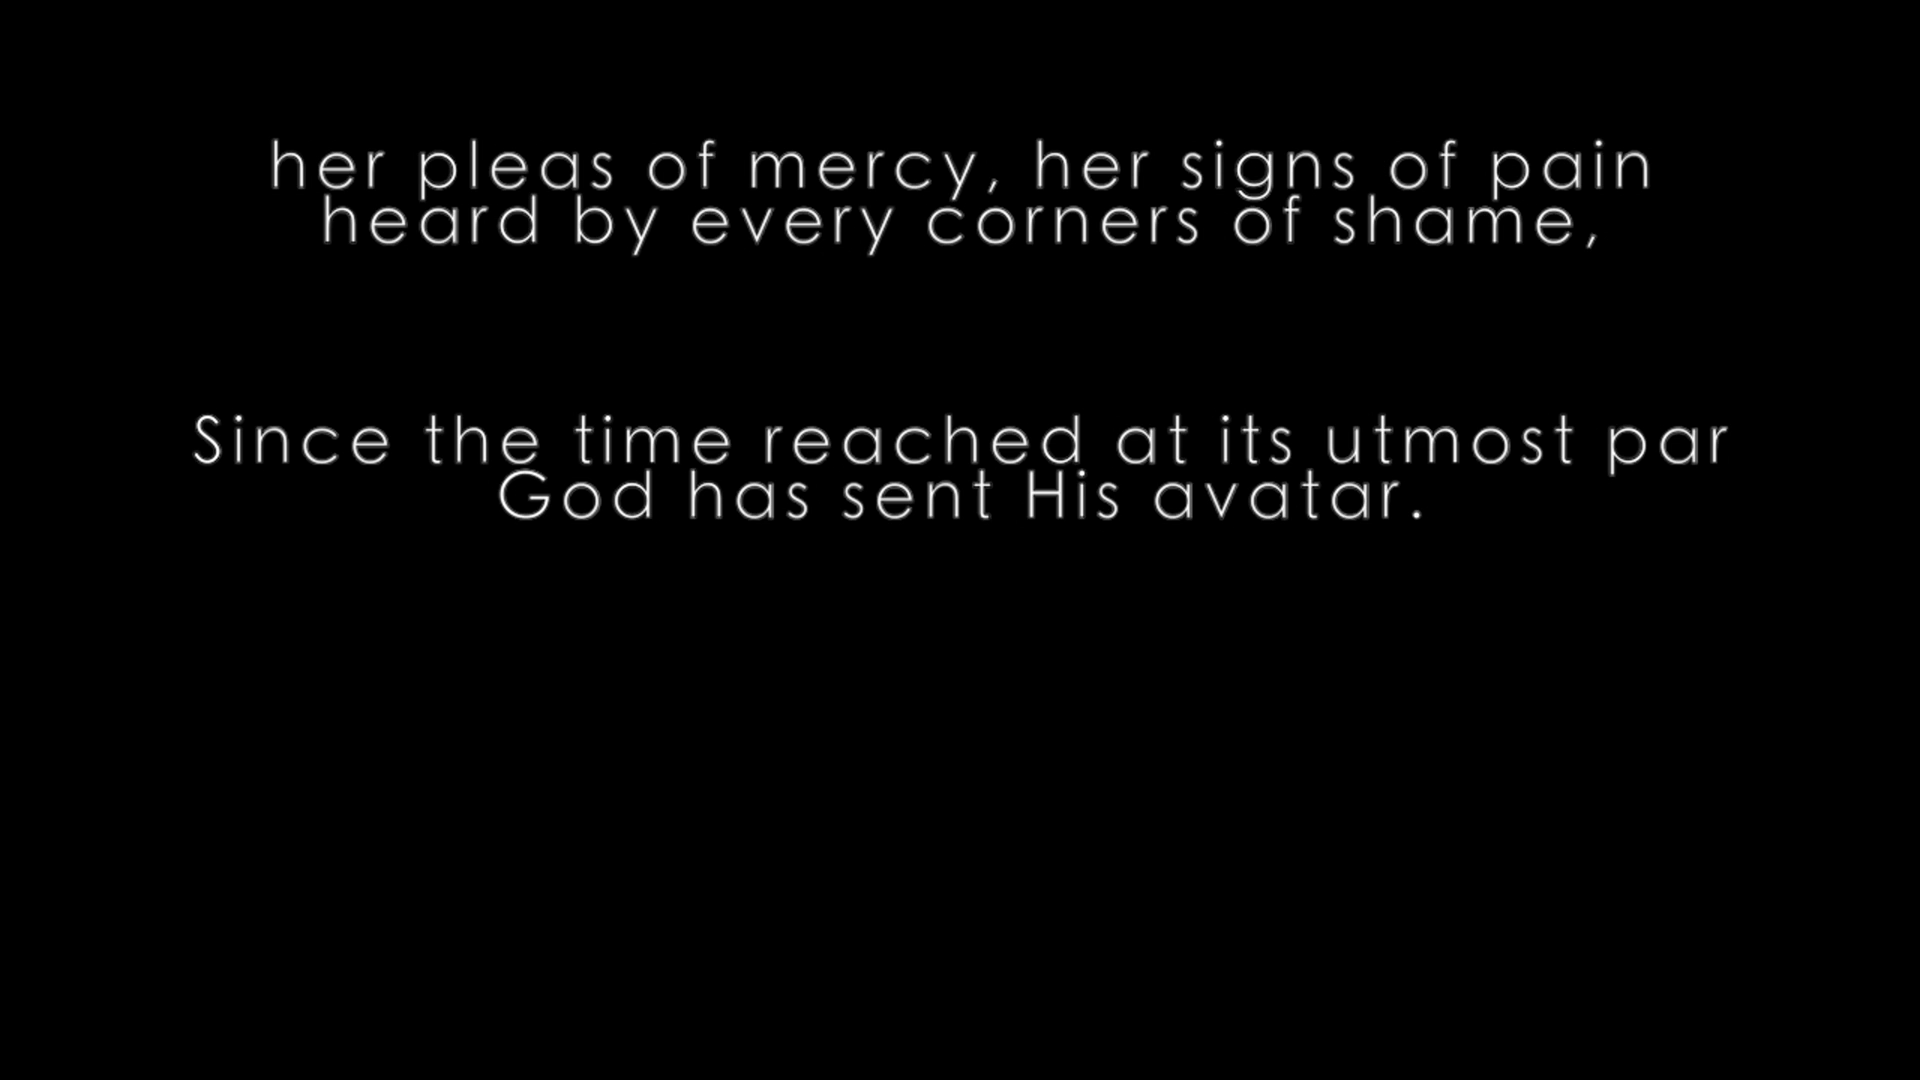 her pleas of mercy, her signs of pain
heard by every corners of shame,
Since the time reached at its utmost par
God has sent His avatar.